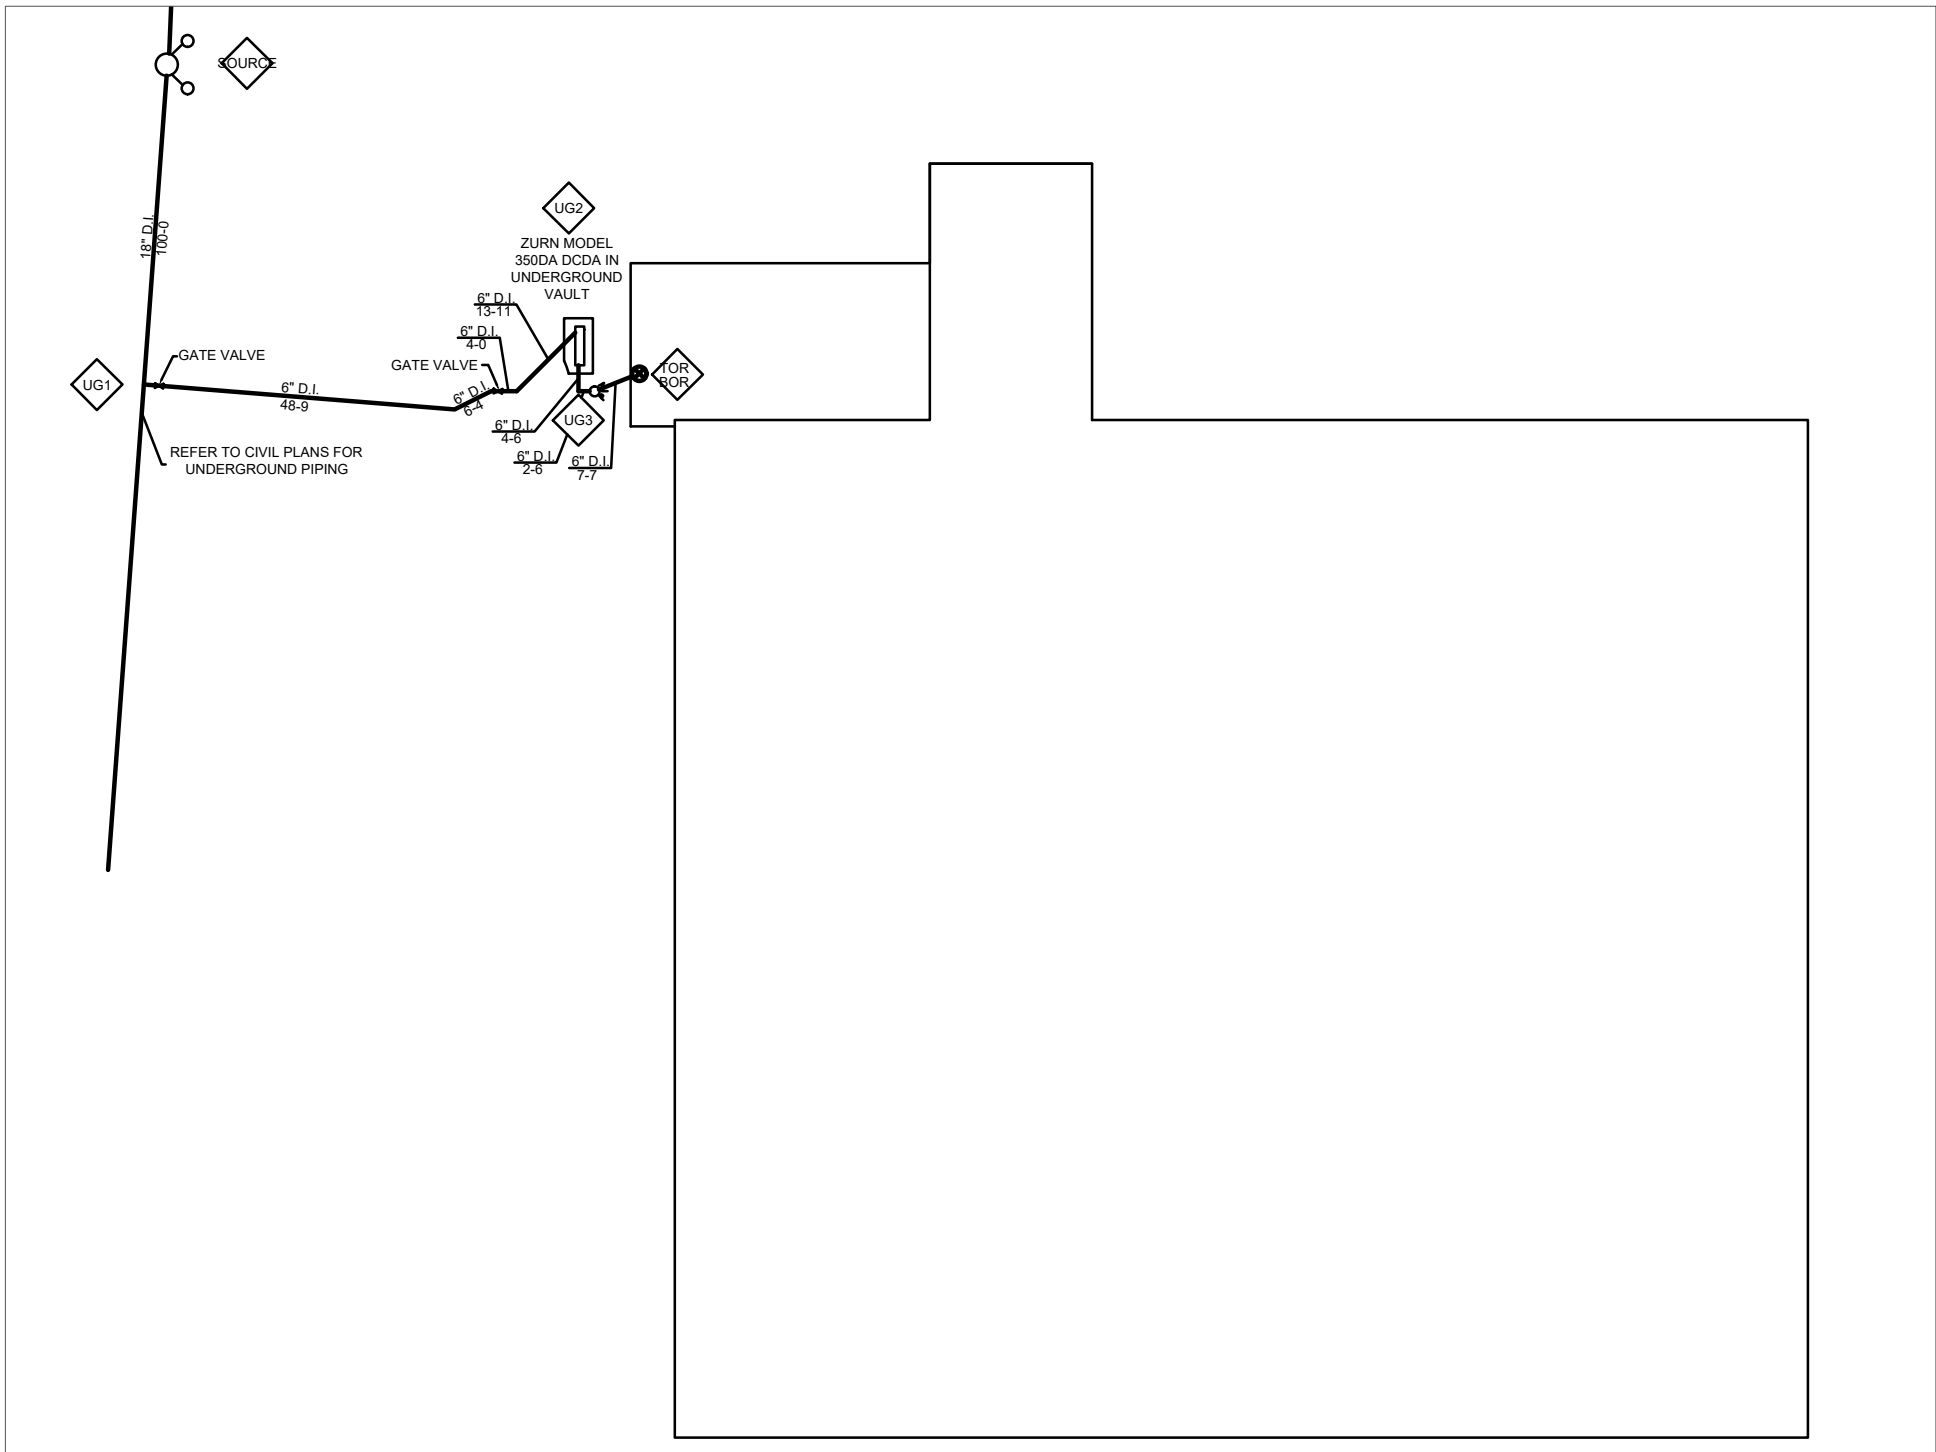 SOURCE
18" D.I.
100-0
UG2
ZURN MODEL
350DA DCDA IN
UNDERGROUND
VAULT
6" D.I.
13-11
6" D.I.
4-0
GATE VALVE
GATE VALVE
UG1
6" D.I.
48-9
6" D.I.
6-4
TOR
BOR
UG3
6" D.I.
4-6
6" D.I.
2-6
6" D.I.
7-7
REFER TO CIVIL PLANS FOR
UNDERGROUND PIPING